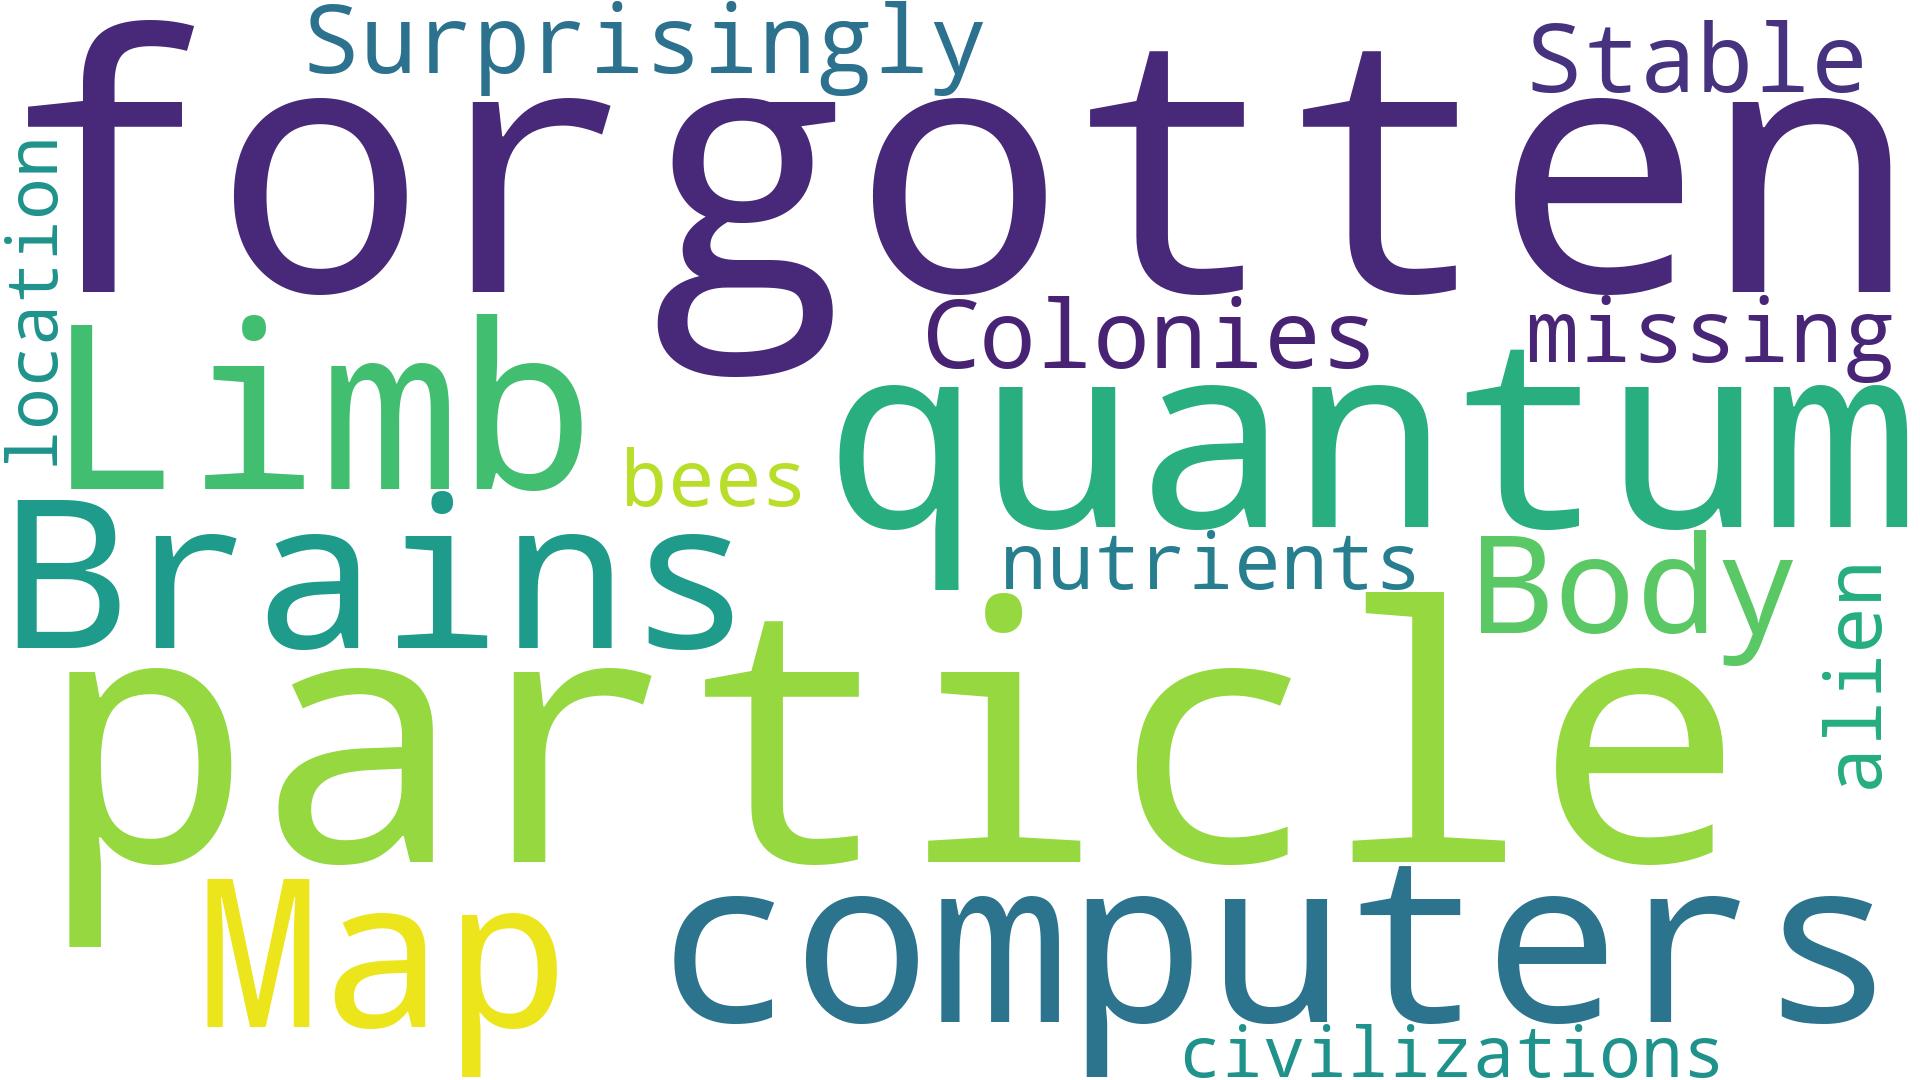 Surprisingly
Stable
forgotten
location
Colonies
missing
Limb
quantum
bees
Brains
nutrients
Body
alien
particle
Map
computers
civilizations